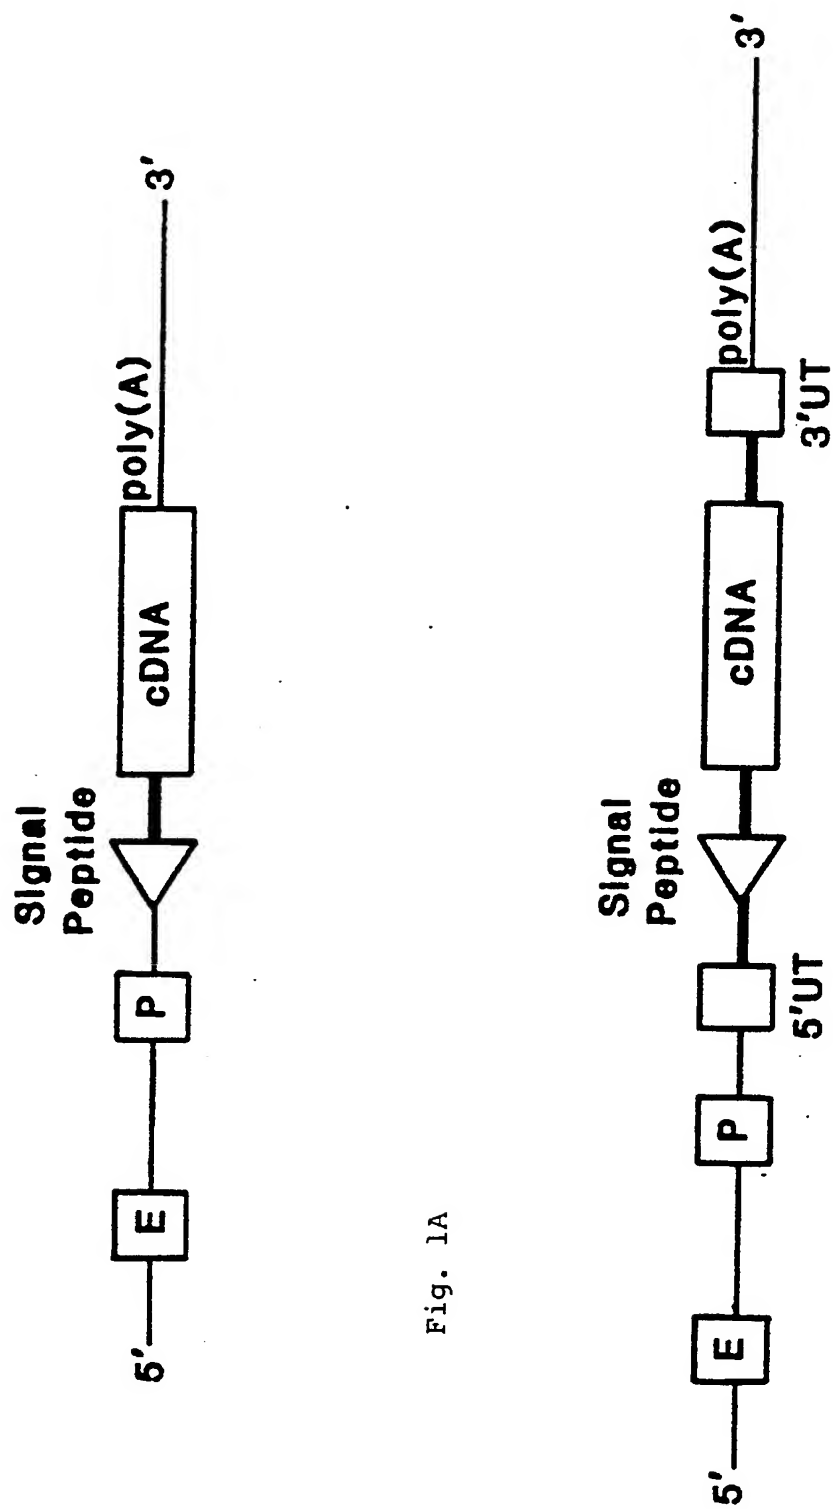 Signal
Peptide
5' E P cDNA poly(A) 3'
Fig. 1A
Signal
Peptide
5' E P cDNA poly(A) 3'
5'UT 3'UT